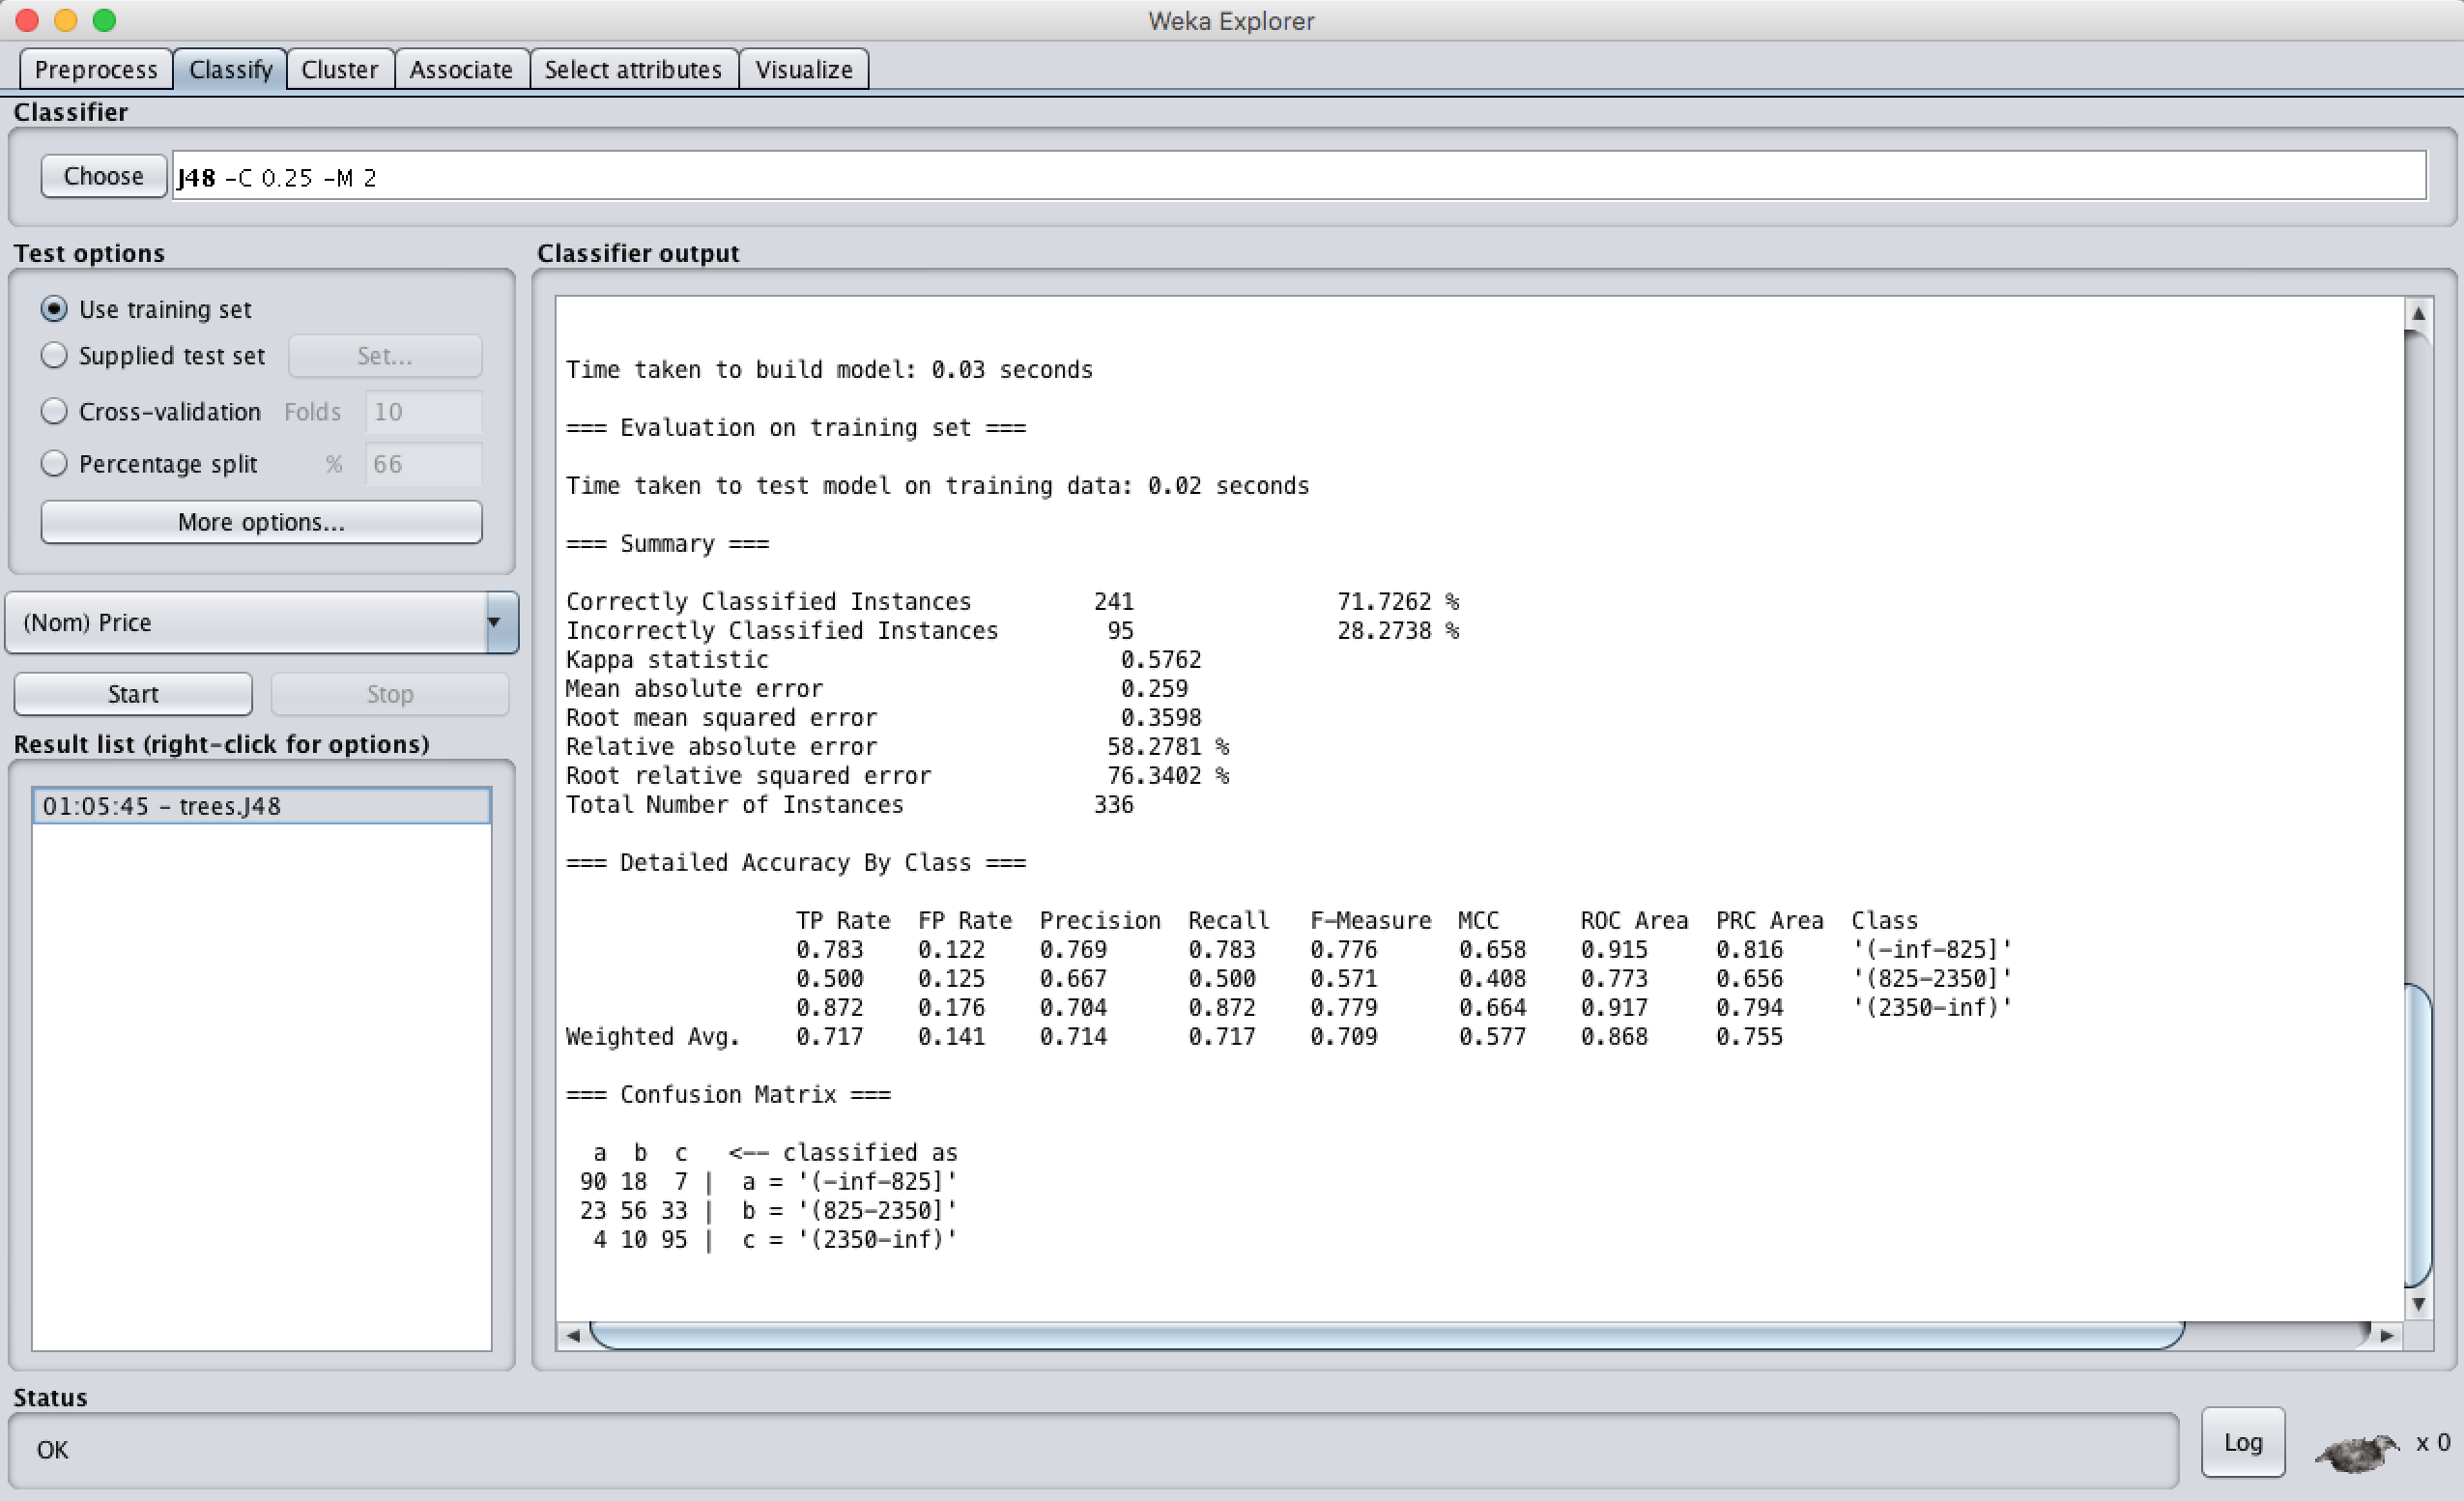 Weka Explorer
Preprocess Classify Cluster Associate Select attributes Visualize
Classifier
Choose J48 -C 0.25 -M 2
Test options
Use training set
Supplied test set Set...
Cross-validation Folds 10
Percentage split % 66
More options...
(Nom) Price
Start Stop
Result list (right-click for options)
01:05:45 - trees.J48
Classifier output
Time taken to build model: 0.03 seconds
=== Evaluation on training set ===
Time taken to test model on training data: 0.02 seconds
=== Summary ===
Correctly Classified Instances 241 71.7262 %
Incorrectly Classified Instances 95 28.2738 %
Kappa statistic 0.5762
Mean absolute error 0.259
Root mean squared error 0.3598
Relative absolute error 58.2781 %
Root relative squared error 76.3402 %
Total Number of Instances 336
=== Detailed Accuracy By Class ===
TP Rate FP Rate Precision Recall F-Measure MCC ROC Area PRC Area Class
0.783 0.122 0.769 0.783 0.776 0.658 0.915 0.816 '(-inf-825]'
0.500 0.125 0.667 0.500 0.571 0.408 0.773 0.656 '(825-2350]'
0.872 0.176 0.704 0.872 0.779 0.664 0.917 0.794 '(2350-inf)'
Weighted Avg. 0.717 0.141 0.714 0.717 0.709 0.577 0.868 0.755
=== Confusion Matrix ===
a b c <-- classified as
90 18 7 | a = '(-inf-825]'
23 56 33 | b = '(825-2350]'
4 10 95 | c = '(2350-inf)'
Status
OK
Log x 0